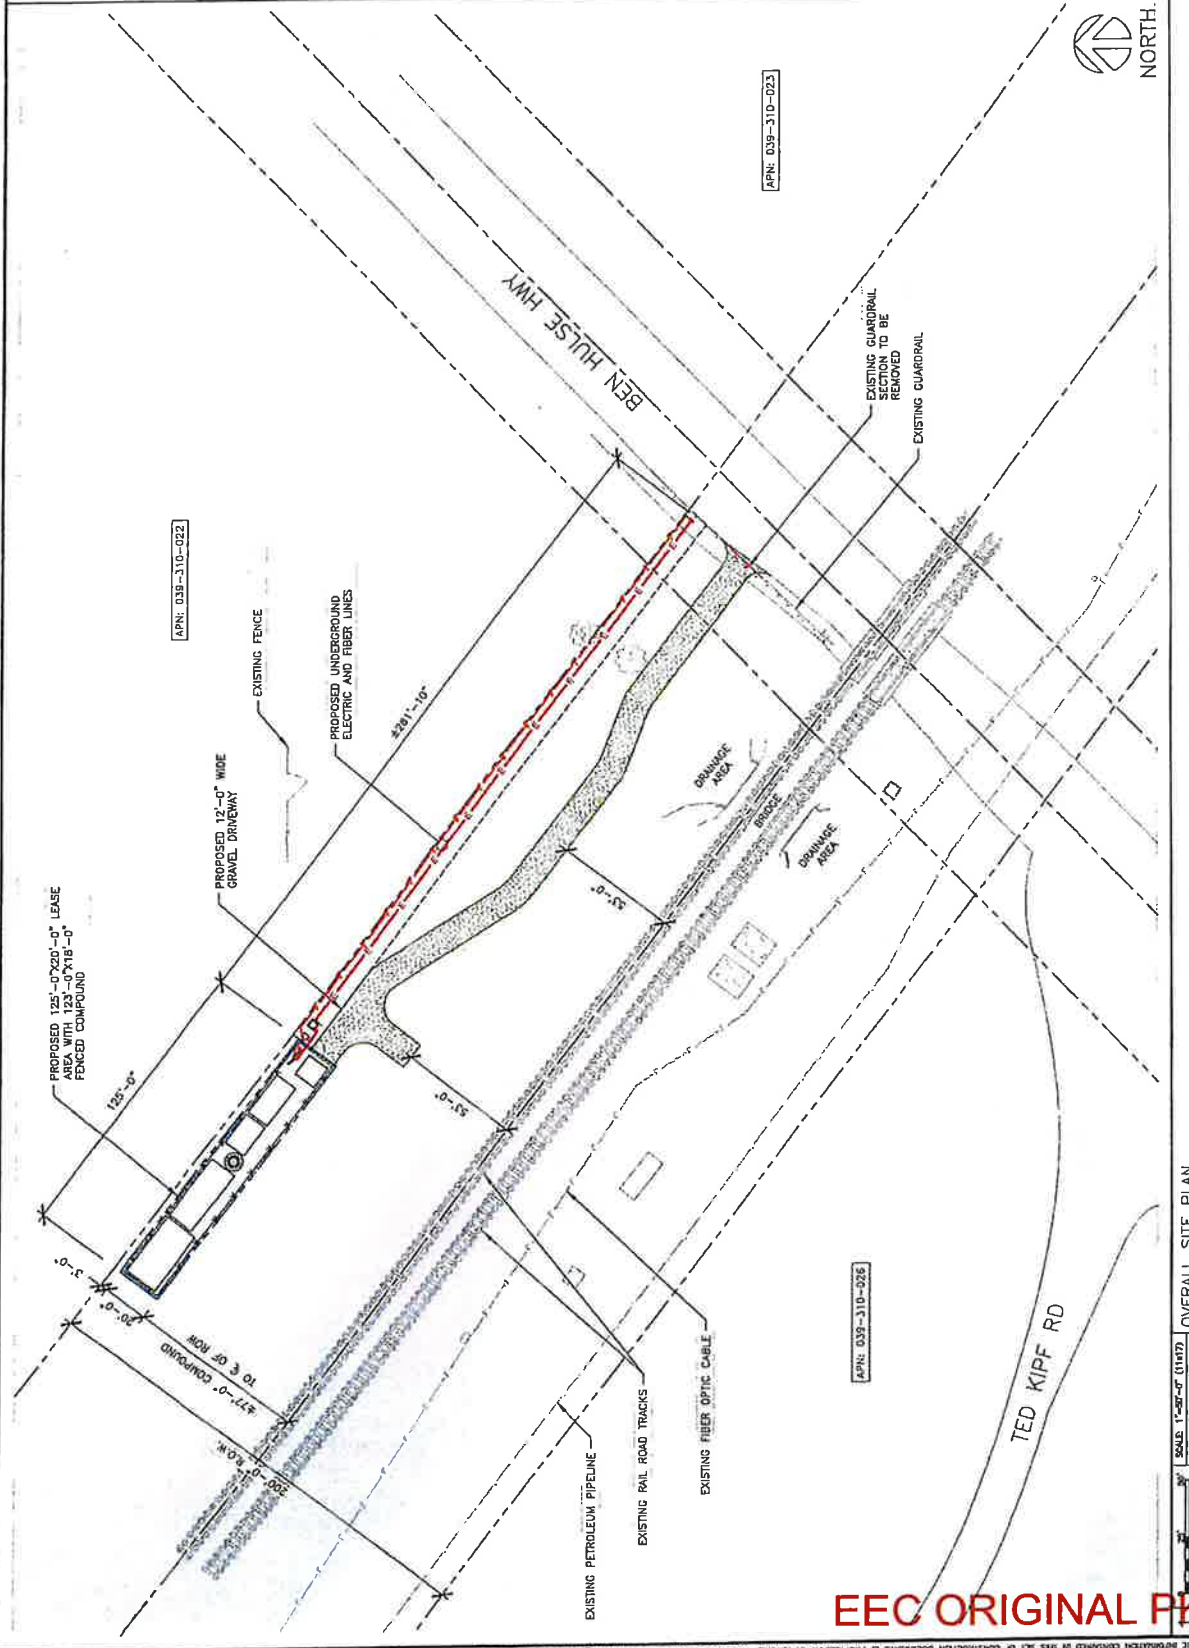 NORTH
APN: 039-310-023
BEN HULSE HWY
EXISTING GUARDRAIL
SECTION TO BE
REMOVED
EXISTING GUARDRAIL
APN: 039-310-022
EXISTING FENCE
PROPOSED UNDERGROUND
ELECTRIC AND FIBER LINES
±281'-10"
PROPOSED 12'-0" WIDE
GRAVEL DRIVEWAY
DRAINAGE
AREA
BRIDGE
DRAINAGE
AREA
PROPOSED 125'-0"X20'-0" LEASE
AREA WITH 123'-0"X18'-0"
FENCED COMPOUND
125'-0"
53'-0"
53'-0"
3'-0"
20'-0"
±77'-0" COMPOUND
TO ℄ OF ROW
200'-0" R.O.W.
EXISTING PETROLEUM PIPELINE
EXISTING RAIL ROAD TRACKS
EXISTING FIBER OPTIC CABLE
APN: 039-310-026
TED KIPF RD
OVERALL SITE PLAN
EEC ORIGINAL